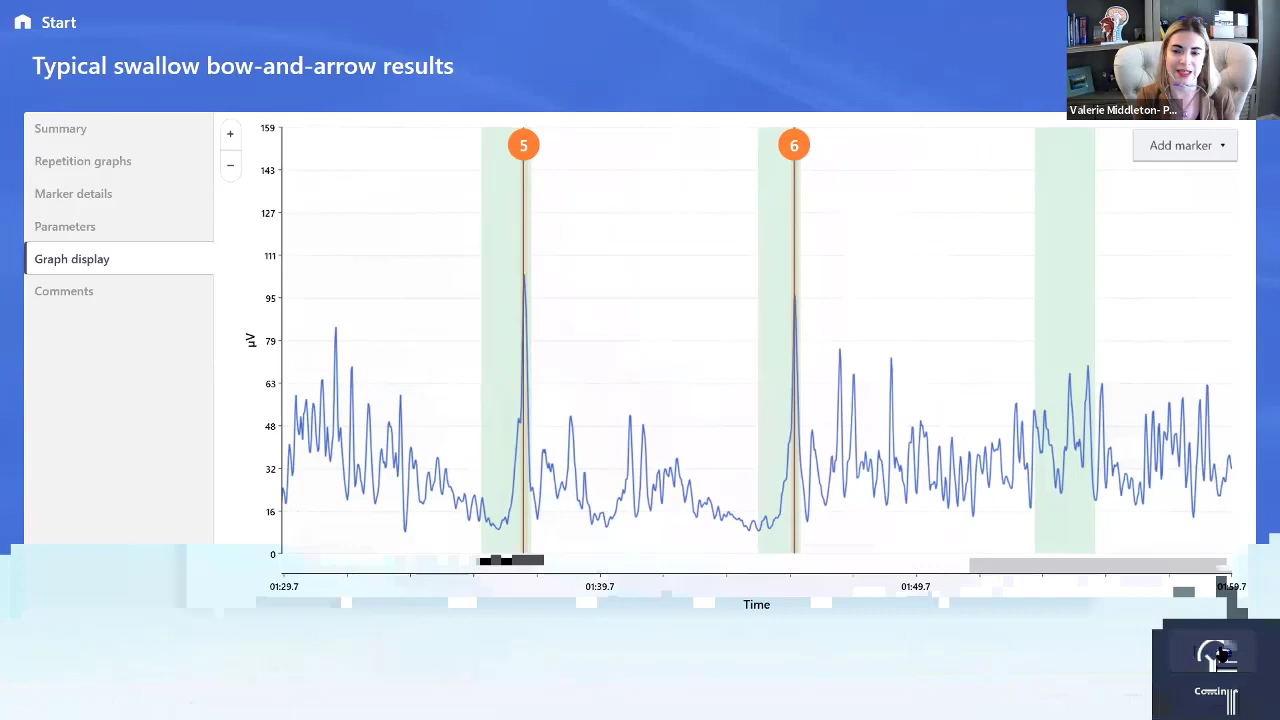 Start
Typical swallow bow-and-arrow results
Valerie Middleton- P...
Summary
Repetition graphs
Marker details
Parameters
Graph display
Comments
+
−
5
6
Add marker
159
143
127
111
95
79
63
48
32
16
0
µV
01:29.7
01:39.7
01:49.7
01:59.7
Time